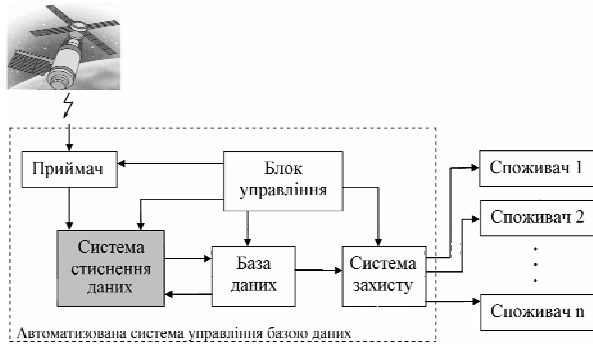 Приймач
Блок
управління
Споживач 1
Споживач 2
Система
стиснення
даних
База
даних
Система
захисту
Споживач n
Автоматизована система управління базою даних